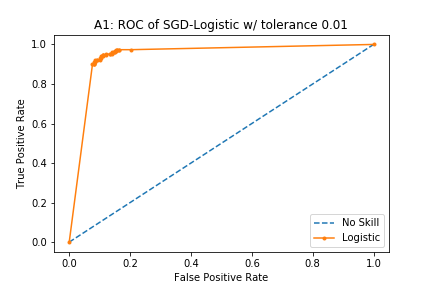 A1: ROC of SGD-Logistic w/ tolerance 0.01
True Positive Rate
1.0
0.8
0.6
0.4
0.2
0.0
0.0 0.2 0.4 0.6 0.8 1.0
False Positive Rate
No Skill
Logistic